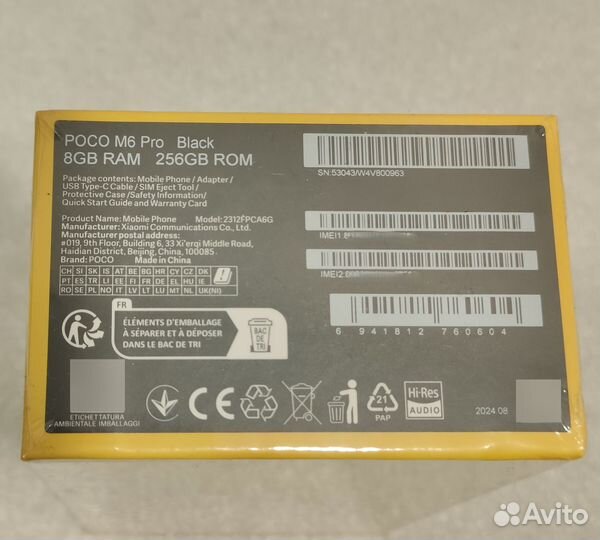 POCO M6 Pro Black
8GB RAM 256GB ROM
Package contents: Mobile Phone / Adapter /
USB Type-C Cable / SIM Eject Tool /
Protective Case /Safety Information/
Quick Start Guide and Warranty Card
Product Name: Mobile Phone Model:2312FPCA6G
Manufacturer: Xiaomi Communications Co., Ltd.
Manufacturer postal address:
#019, 9th Floor, Building 6, 33 Xi'erqi Middle Road,
Haidian District, Beijing, China, 100085
Brand: POCO Made in China
CH SI SK IS AT BE BG HR CY CZ DK
PT ES TR LI EE FI FR DE GR HU IE
RO SE PL NO IT LV LT LU MT NL UK(NI)
SN:53043/W4V800963
IMEI1
IMEI2
6 941812 760604
FR
ÉLÉMENTS D'EMBALLAGE
À SÉPARER ET À DÉPOSER
DANS LE BAC DE TRI
BAC
DE
TRI
ETICHETTATURA
AMBIENTALE IMBALLAGGI
CE
21
PAP
Hi-Res
AUDIO
2024 08
Avito